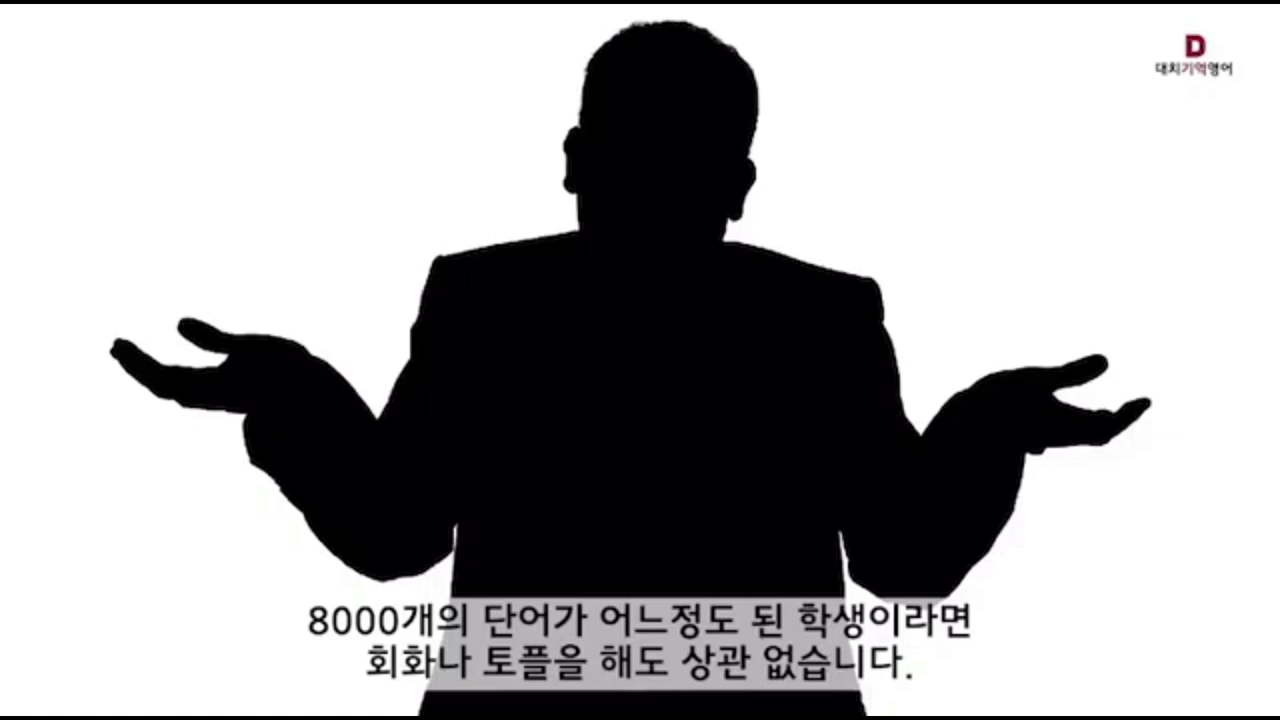 D
대치기억영어
8000개의 단어가 어느정도 된 학생이라면
회화나 토플을 해도 상관 없습니다.